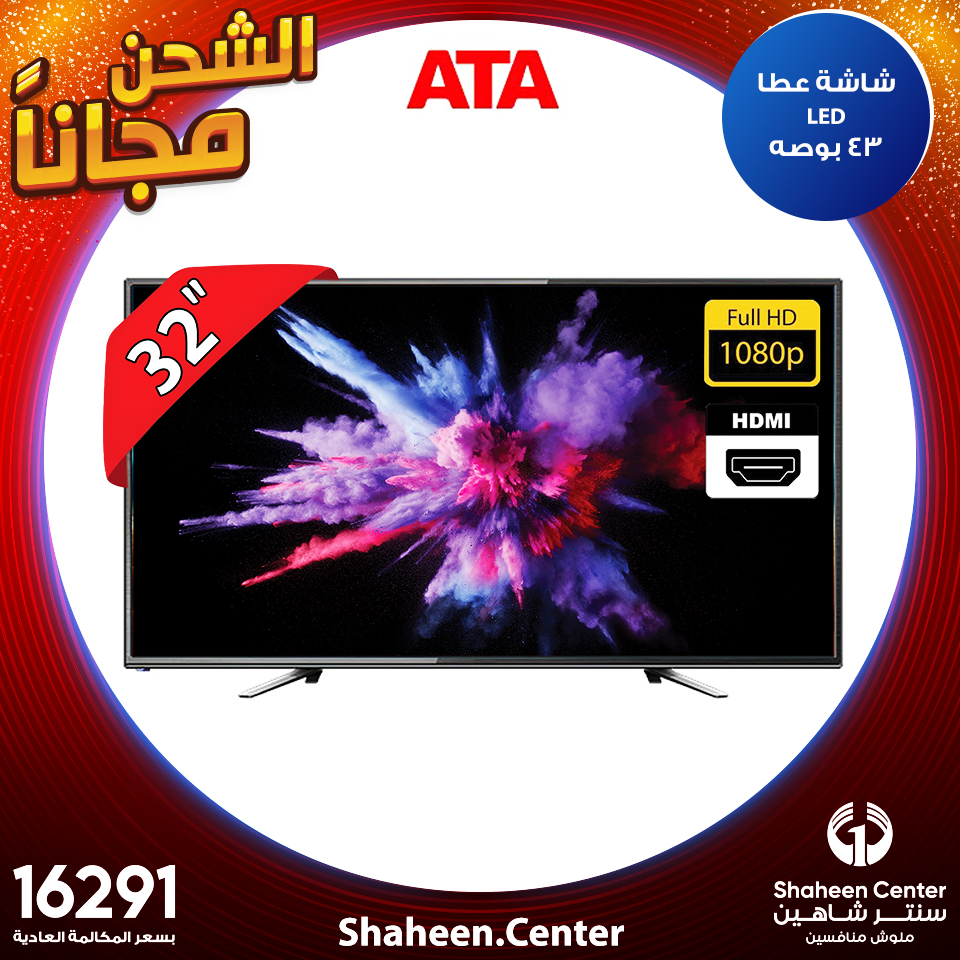 الشحن
مجاناً
ATA
شاشة عطا
LED
٤٣ بوصه
32"
Full HD
1080p
HDMI
16291
بسعر المكالمة العادية
Shaheen.Center
1
Shaheen Center
سنتر شاهين
ملوش منافسين